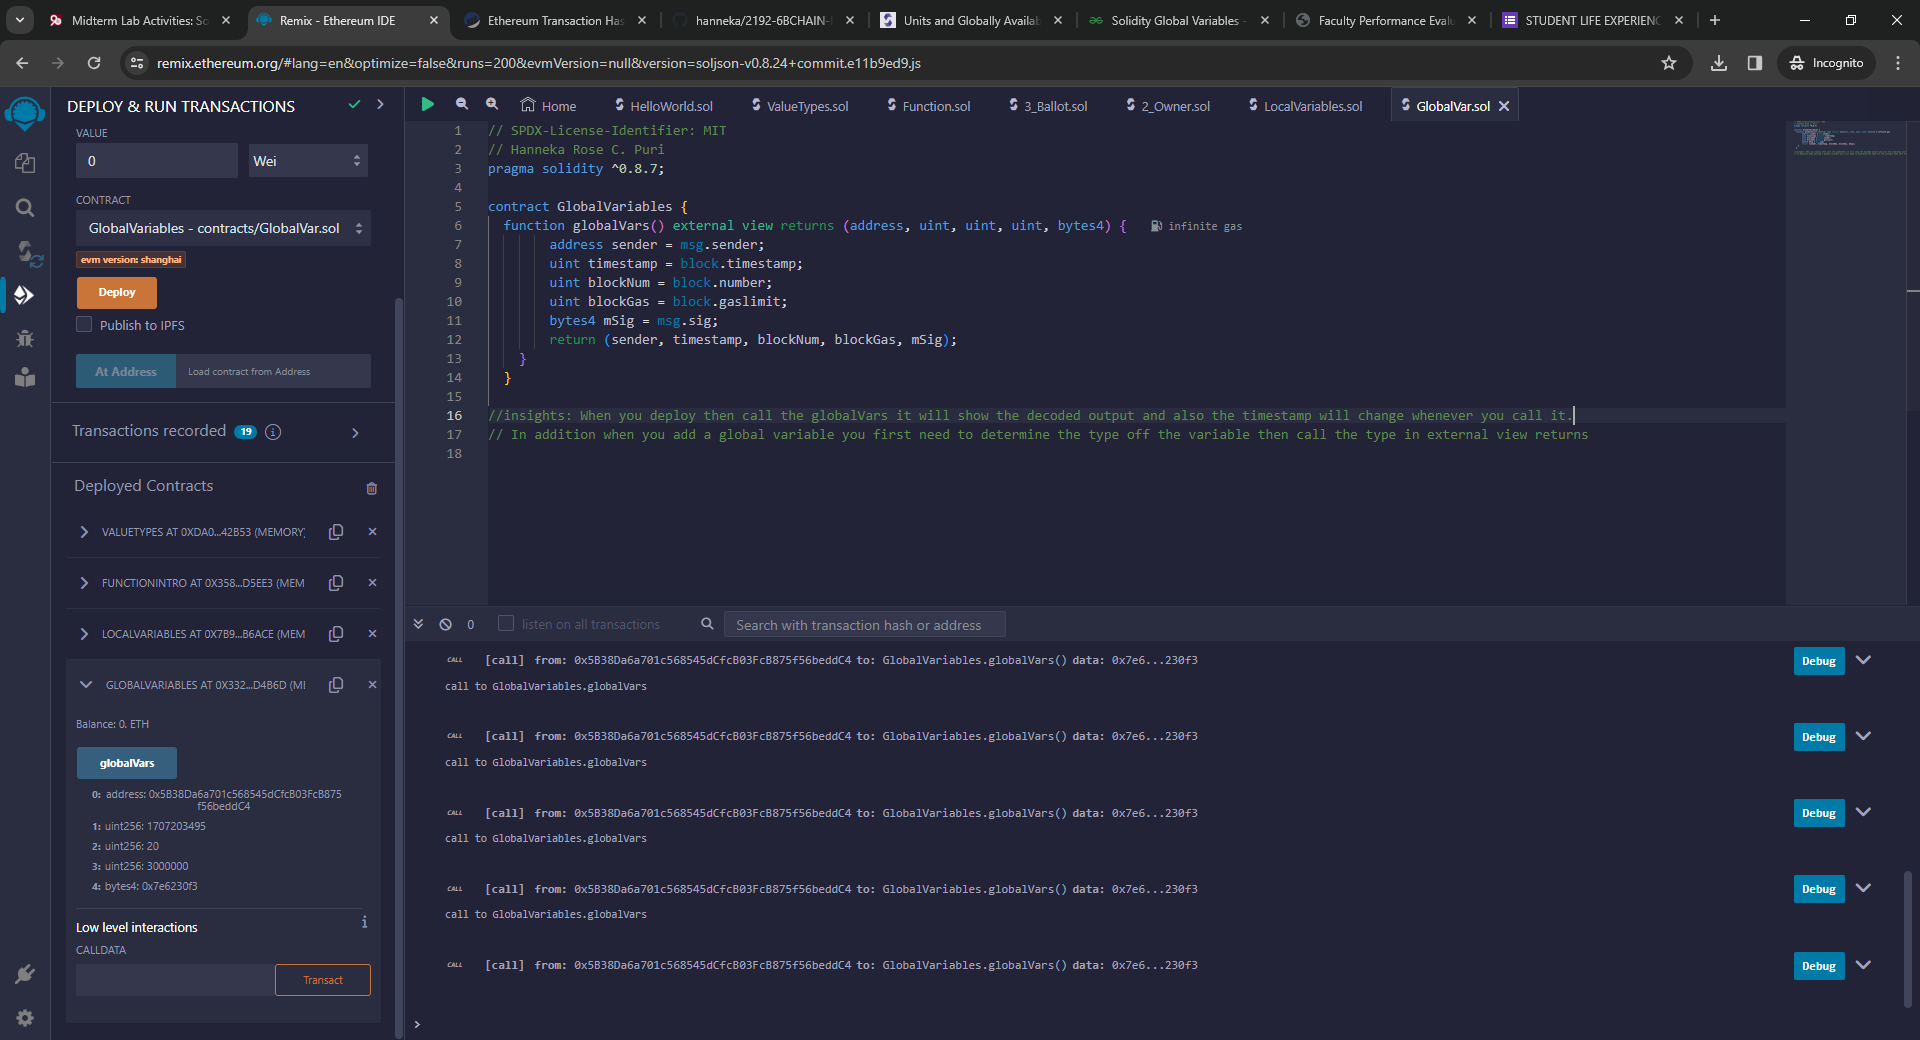 Midterm Lab Activities: So
Remix - Ethereum IDE
Ethereum Transaction Has
hanneka/2192-6BCHAIN-
Units and Globally Availab
Solidity Global Variables -
Faculty Performance Evalu
STUDENT LIFE EXPERIENC
remix.ethereum.org/#lang=en&optimize=false&runs=200&evmVersion=null&version=soljson-v0.8.24+commit.e11b9ed9.js
Incognito
DEPLOY & RUN TRANSACTIONS
VALUE
0
Wei
CONTRACT
GlobalVariables - contracts/GlobalVar.sol
evm version: shanghai
Deploy
Publish to IPFS
At Address
Load contract from Address
Transactions recorded 19
Deployed Contracts
VALUETYPES AT 0XDA0...42B53 (MEMORY
FUNCTIONINTRO AT 0X358...D5EE3 (MEM
LOCALVARIABLES AT 0X7B9...B6ACE (MEM
GLOBALVARIABLES AT 0X332...D4B6D (MI
Balance: 0. ETH
globalVars
0: address: 0x5B38Da6a701c568545dCfcB03FcB875
f56beddC4
1: uint256: 1707203495
2: uint256: 20
3: uint256: 3000000
4: bytes4: 0x7e6230f3
Low level interactions
CALLDATA
Transact
Home
HelloWorld.sol
ValueTypes.sol
Function.sol
3_Ballot.sol
2_Owner.sol
LocalVariables.sol
GlobalVar.sol
1 // SPDX-License-Identifier: MIT
2 // Hanneka Rose C. Puri
3 pragma solidity ^0.8.7;
4
5 contract GlobalVariables {
6 function globalVars() external view returns (address, uint, uint, uint, bytes4) { infinite gas
7 address sender = msg.sender;
8 uint timestamp = block.timestamp;
9 uint blockNum = block.number;
10 uint blockGas = block.gaslimit;
11 bytes4 mSig = msg.sig;
12 return (sender, timestamp, blockNum, blockGas, mSig);
13 }
14 }
15
16 //insights: When you deploy then call the globalVars it will show the decoded output and also the timestamp will change whenever you call it.
17 // In addition when you add a global variable you first need to determine the type off the variable then call the type in external view returns
18
0
listen on all transactions
Search with transaction hash or address
CALL [call] from: 0x5B38Da6a701c568545dCfcB03FcB875f56beddC4 to: GlobalVariables.globalVars() data: 0x7e6...230f3
Debug
call to GlobalVariables.globalVars
CALL [call] from: 0x5B38Da6a701c568545dCfcB03FcB875f56beddC4 to: GlobalVariables.globalVars() data: 0x7e6...230f3
Debug
call to GlobalVariables.globalVars
CALL [call] from: 0x5B38Da6a701c568545dCfcB03FcB875f56beddC4 to: GlobalVariables.globalVars() data: 0x7e6...230f3
Debug
call to GlobalVariables.globalVars
CALL [call] from: 0x5B38Da6a701c568545dCfcB03FcB875f56beddC4 to: GlobalVariables.globalVars() data: 0x7e6...230f3
Debug
call to GlobalVariables.globalVars
CALL [call] from: 0x5B38Da6a701c568545dCfcB03FcB875f56beddC4 to: GlobalVariables.globalVars() data: 0x7e6...230f3
Debug
>